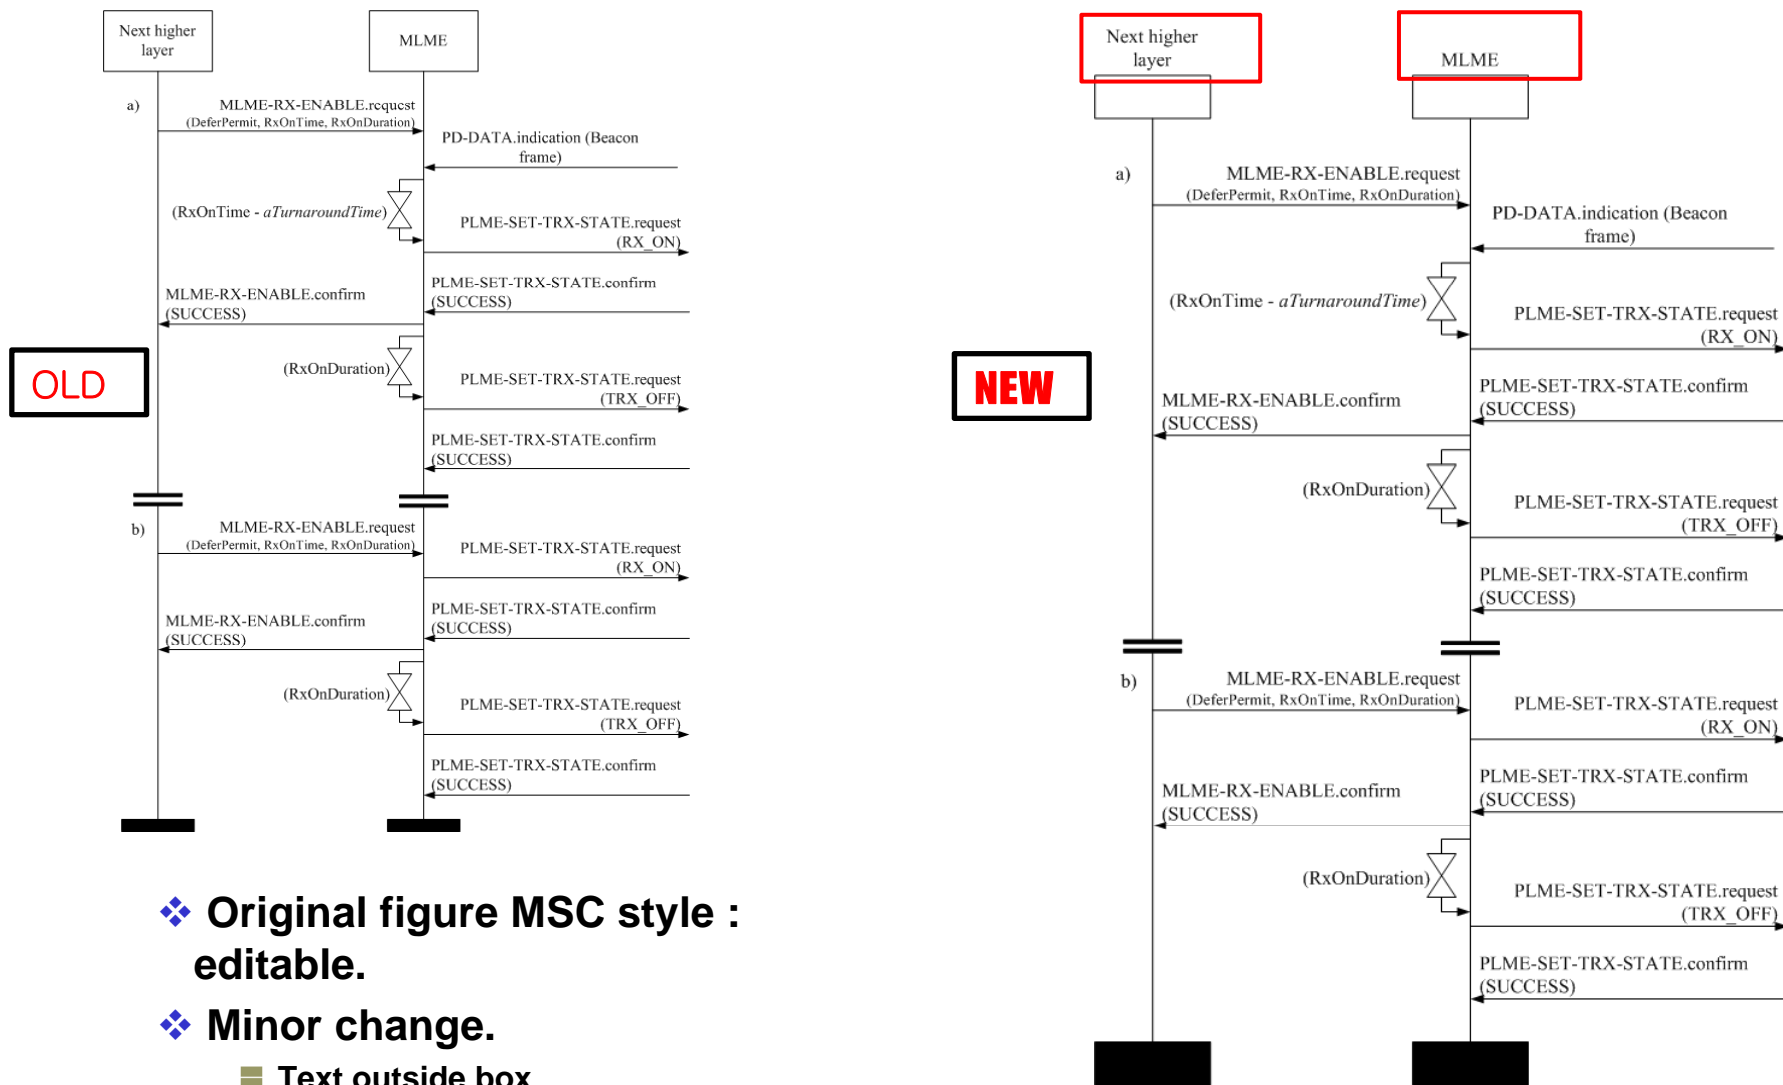 Next higher
layer
MLME
a)
MLME-RX-ENABLE.request
(DeferPermit, RxOnTime, RxOnDuration)
PD-DATA.indication (Beacon
frame)
(RxOnTime - aTurnaroundTime)
PLME-SET-TRX-STATE.request
(RX_ON)
PLME-SET-TRX-STATE.confirm
(SUCCESS)
MLME-RX-ENABLE.confirm
(SUCCESS)
(RxOnDuration)
PLME-SET-TRX-STATE.request
(TRX_OFF)
OLD
PLME-SET-TRX-STATE.confirm
(SUCCESS)
b)
MLME-RX-ENABLE.request
(DeferPermit, RxOnTime, RxOnDuration)
PLME-SET-TRX-STATE.request
(RX_ON)
PLME-SET-TRX-STATE.confirm
(SUCCESS)
MLME-RX-ENABLE.confirm
(SUCCESS)
(RxOnDuration)
PLME-SET-TRX-STATE.request
(TRX_OFF)
PLME-SET-TRX-STATE.confirm
(SUCCESS)
Original figure MSC style :
editable.
Minor change.
Text outside box
Next higher
layer
MLME
a)
MLME-RX-ENABLE.request
(DeferPermit, RxOnTime, RxOnDuration)
PD-DATA.indication (Beacon
frame)
(RxOnTime - aTurnaroundTime)
PLME-SET-TRX-STATE.request
(RX_ON)
NEW
PLME-SET-TRX-STATE.confirm
(SUCCESS)
MLME-RX-ENABLE.confirm
(SUCCESS)
(RxOnDuration)
PLME-SET-TRX-STATE.request
(TRX_OFF)
PLME-SET-TRX-STATE.confirm
(SUCCESS)
b)
MLME-RX-ENABLE.request
(DeferPermit, RxOnTime, RxOnDuration)
PLME-SET-TRX-STATE.request
(RX_ON)
PLME-SET-TRX-STATE.confirm
(SUCCESS)
MLME-RX-ENABLE.confirm
(SUCCESS)
(RxOnDuration)
PLME-SET-TRX-STATE.request
(TRX_OFF)
PLME-SET-TRX-STATE.confirm
(SUCCESS)